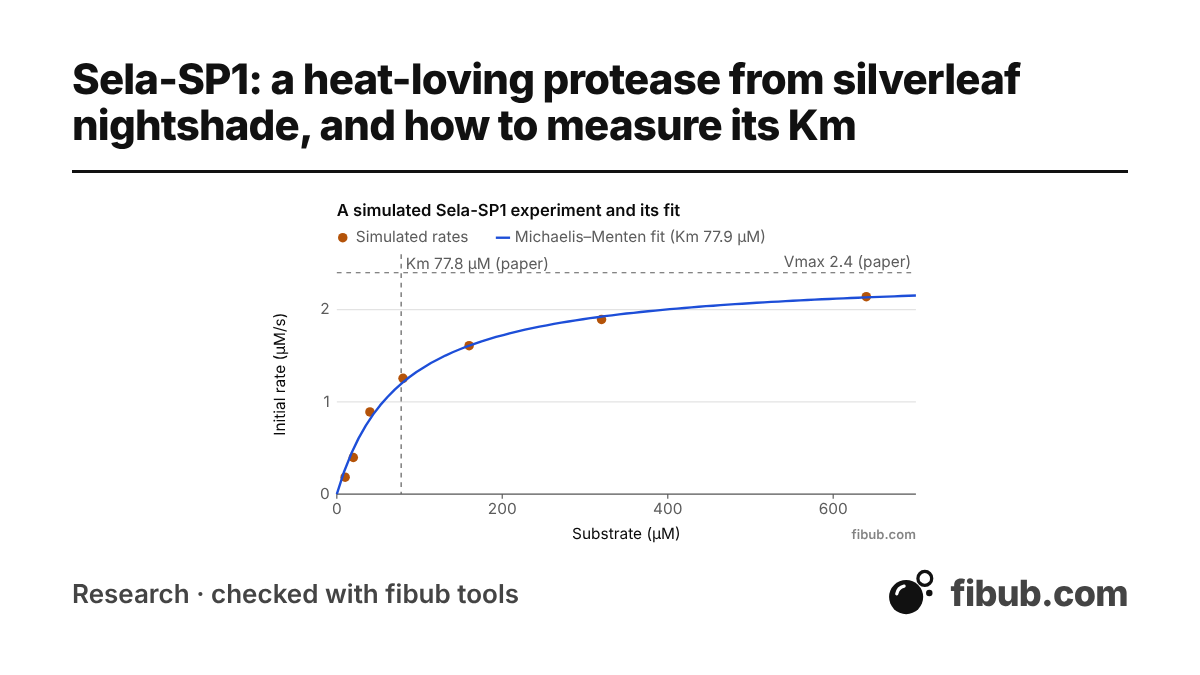 Sela-SP1: a heat-loving protease from silverleaf
nightshade, and how to measure its Km
A simulated Sela-SP1 experiment and its fit
Simulated rates
Michaelis–Menten fit (Km 77.9 µM)
Km 77.8 µM (paper)
Vmax 2.4 (paper)
Initial rate (µM/s)
2
1
0
0
200
400
600
Substrate (µM)
fibub.com
Research · checked with fibub tools
fibub.com